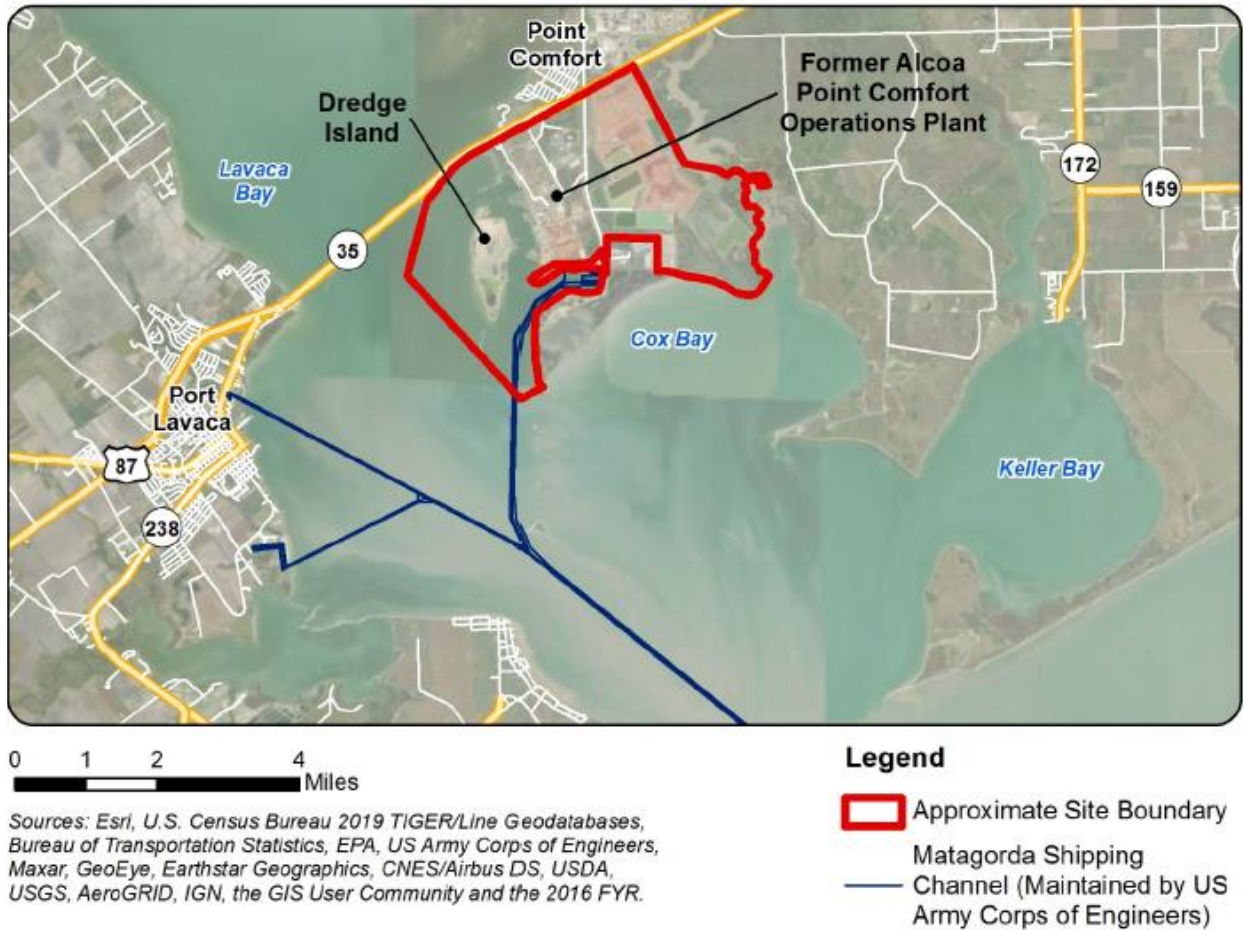 Point
Comfort
Former Alcoa
Point Comfort
Operations Plant
Dredge
Island
Lavaca
Bay
172
159
35
Cox Bay
Port
Lavaca
87
Keller Bay
238
0 1 2 4
Miles
Sources: Esri, U.S. Census Bureau 2019 TIGER/Line Geodatabases,
Bureau of Transportation Statistics, EPA, US Army Corps of Engineers,
Maxar, GeoEye, Earthstar Geographics, CNES/Airbus DS, USDA,
USGS, AeroGRID, IGN, the GIS User Community and the 2016 FYR.
Legend
Approximate Site Boundary
Matagorda Shipping
Channel (Maintained by US
Army Corps of Engineers)